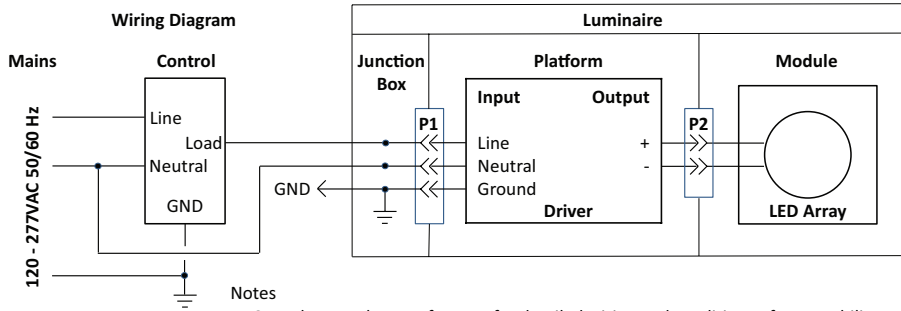 Wiring Diagram
Luminaire
Mains
Control
Junction
Box
Platform
Module
120 - 277VAC 50/60 Hz
Line
Load
Neutral
GND
GND
P1
Input
Output
Line
+
Neutral
-
Ground
Driver
P2
LED Array
Notes